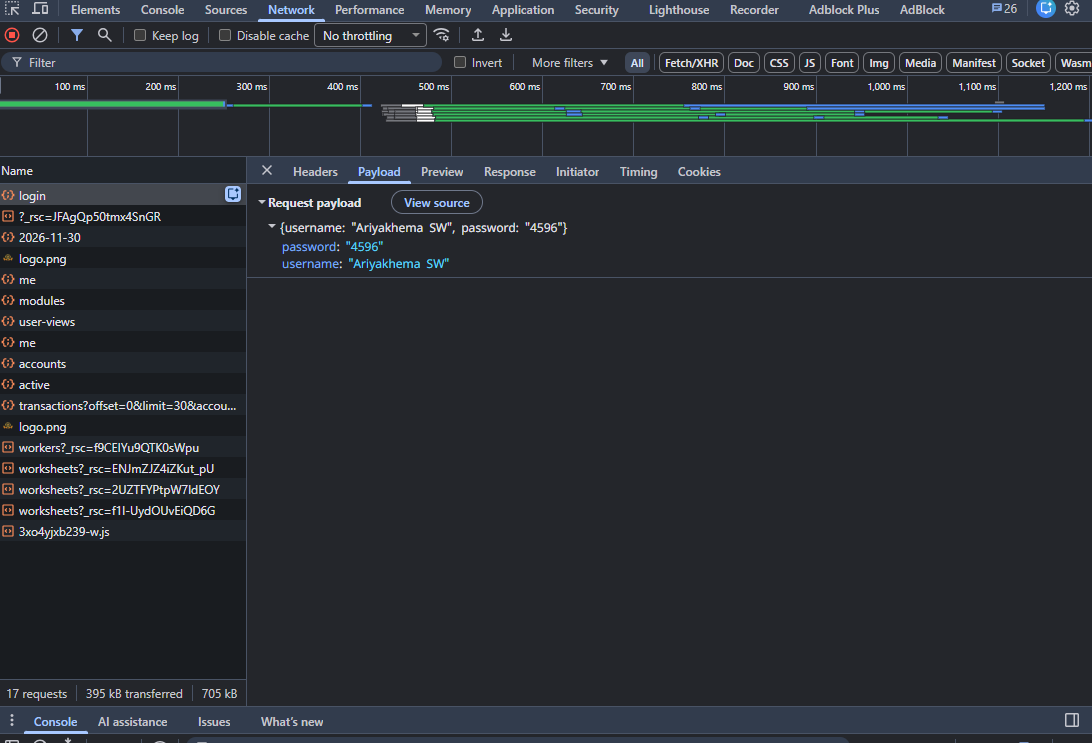 Elements Console Sources Network Performance Memory Application Security Lighthouse Recorder Adblock Plus AdBlock 26
Keep log Disable cache No throttling
Filter Invert More filters All Fetch/XHR Doc CSS JS Font Img Media Manifest Socket Wasm
100 ms 200 ms 300 ms 400 ms 500 ms 600 ms 700 ms 800 ms 900 ms 1,000 ms 1,100 ms 1,200 ms
Name
Headers Payload Preview Response Initiator Timing Cookies
login
?_rsc=JFAgQp50tmx4SnGR
2026-11-30
logo.png
me
modules
user-views
me
accounts
active
transactions?offset=0&limit=30&accou...
logo.png
workers?_rsc=f9CEIYu9QTK0sWpu
worksheets?_rsc=ENJmZJZ4iZKut_pU
worksheets?_rsc=2UZTFYPtpW7IdEOY
worksheets?_rsc=f1I-UydOUvEiQD6G
3xo4yjxb239-w.js
Request payload View source
{username: "Ariyakhema SW", password: "4596"}
password: "4596"
username: "Ariyakhema SW"
17 requests 395 kB transferred 705 kB
Console AI assistance Issues What's new